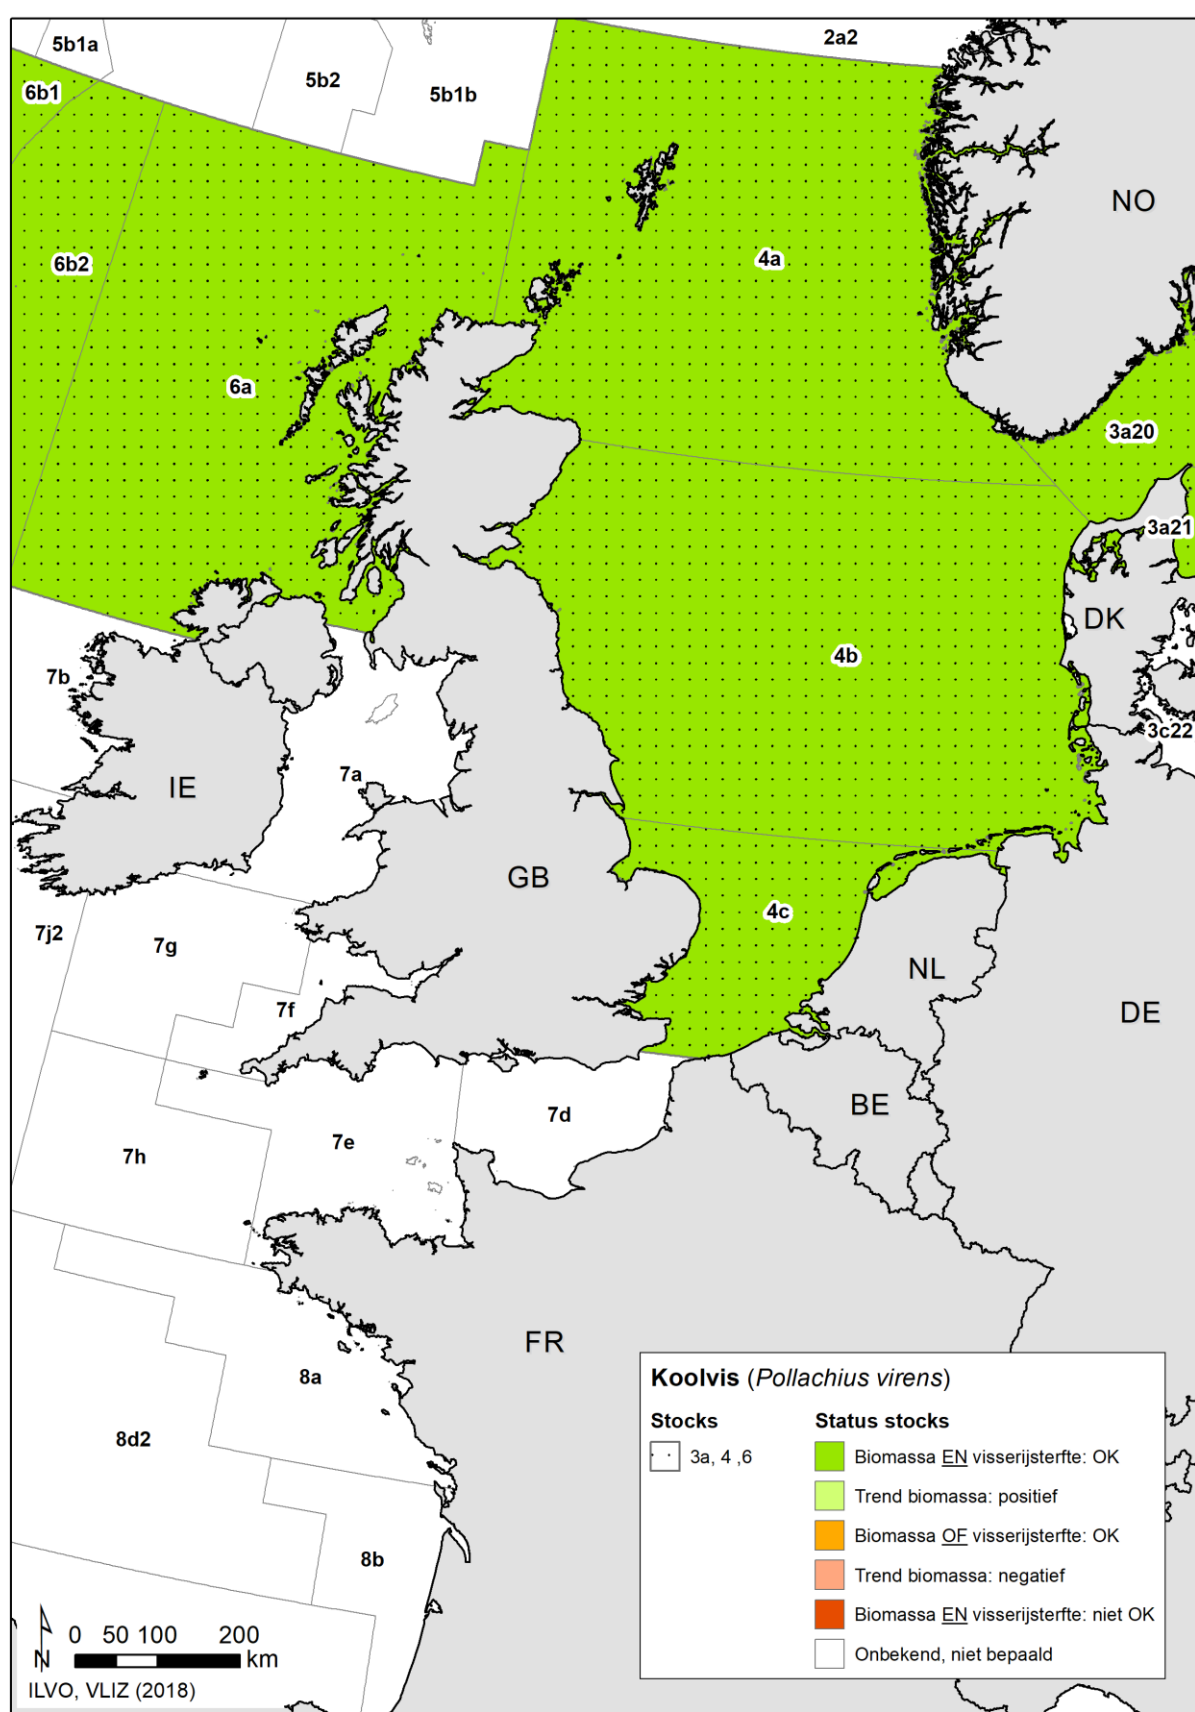 2a2
5b1a
5b2
6b1
5b1b
NO
4a
6b2
6a
3a20
3a21
DK
4b
7b
3c22
7a
IE
GB
4c
7j2
7g
NL
7f
DE
BE
7d
7e
7h
FR
8a
8d2
8b
Koolvis (Pollachius virens)
Stocks
3a, 4 ,6
Status stocks
Biomassa EN visserijsterfte: OK
Trend biomassa: positief
Biomassa OF visserijsterfte: OK
Trend biomassa: negatief
Biomassa EN visserijsterfte: niet OK
Onbekend, niet bepaald
N
0 50 100 200
km
ILVO, VLIZ (2018)